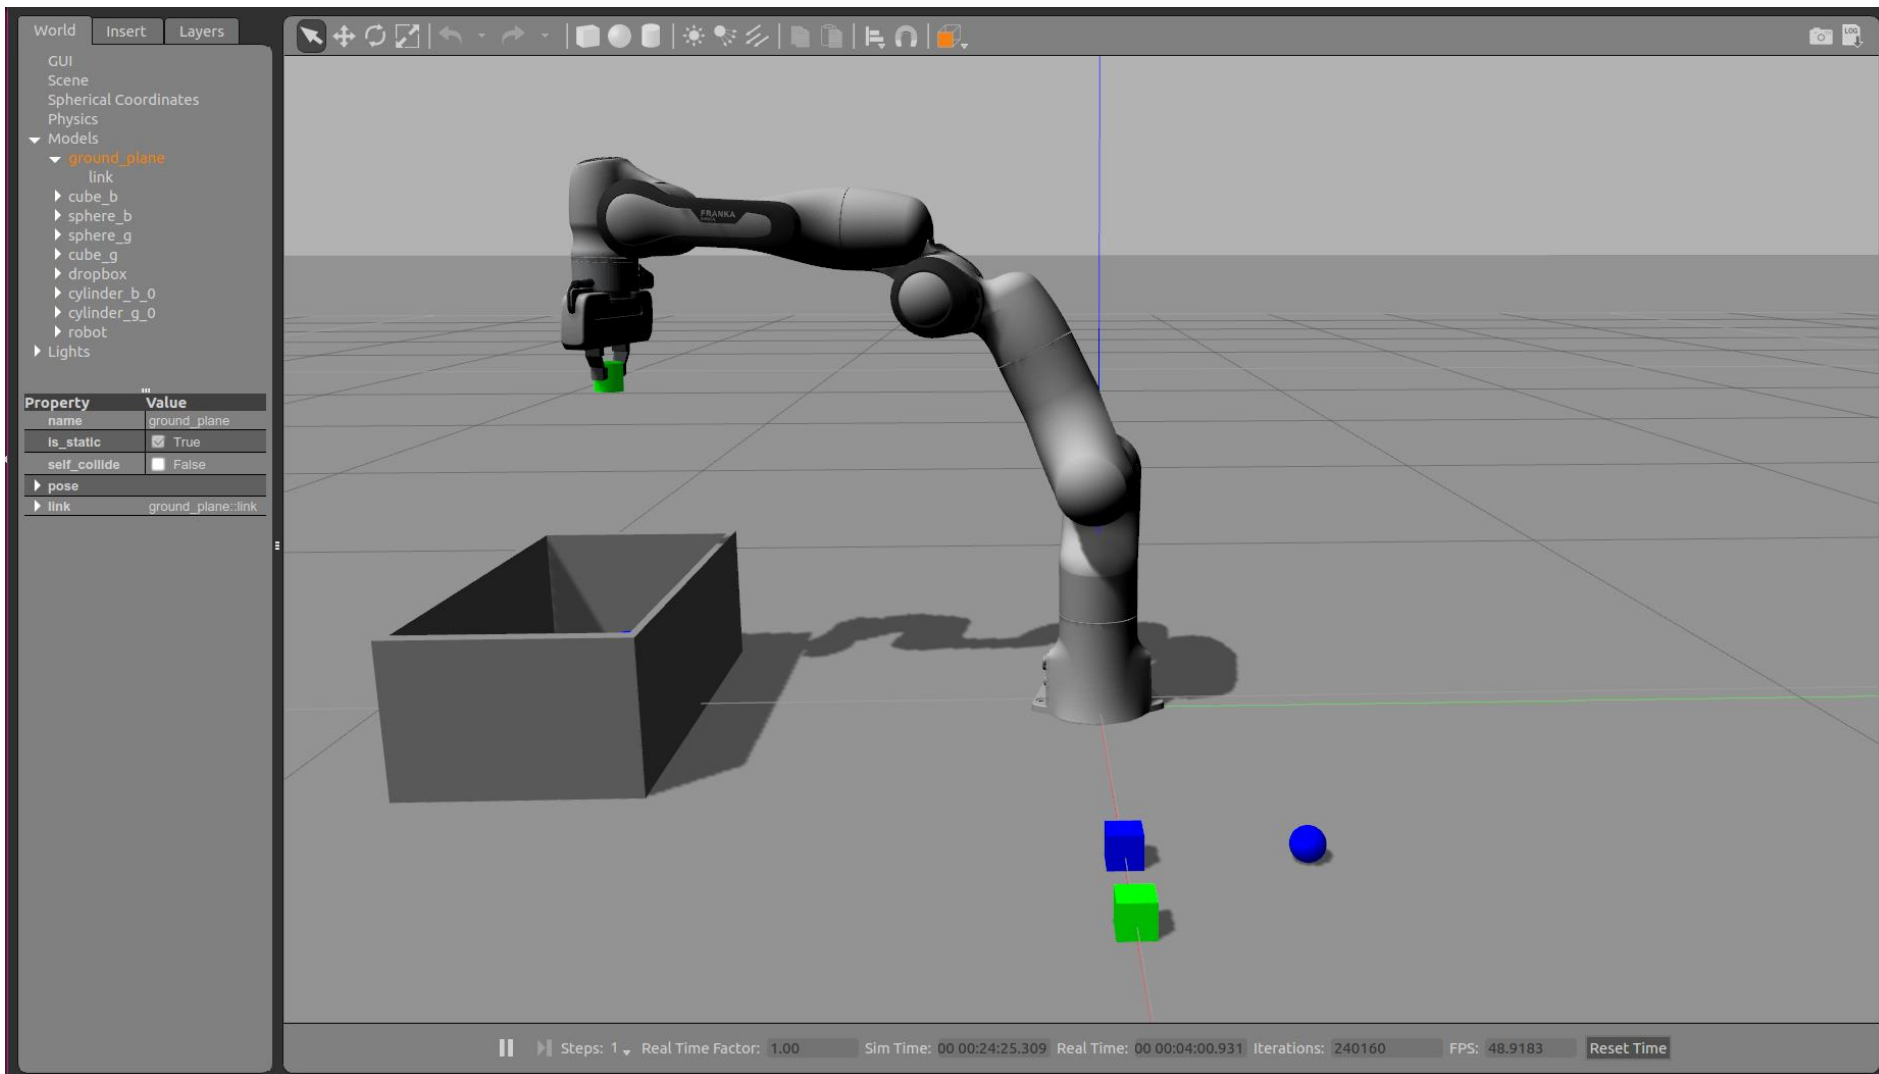 World Insert Layers
GUI
Scene
Spherical Coordinates
Physics
Models
ground_plane
link
cube_b
sphere_b
sphere_g
cube_g
dropbox
cylinder_b_0
cylinder_g_0
robot
Lights
Property Value
name ground_plane
is_static True
self_collide False
pose
link ground_plane::link
LOG
FRANKA
Steps: 1 Real Time Factor: 1.00 Sim Time: 00 00:24:25.309 Real Time: 00 00:04:00.931 Iterations: 240160 FPS: 48.9183 Reset Time